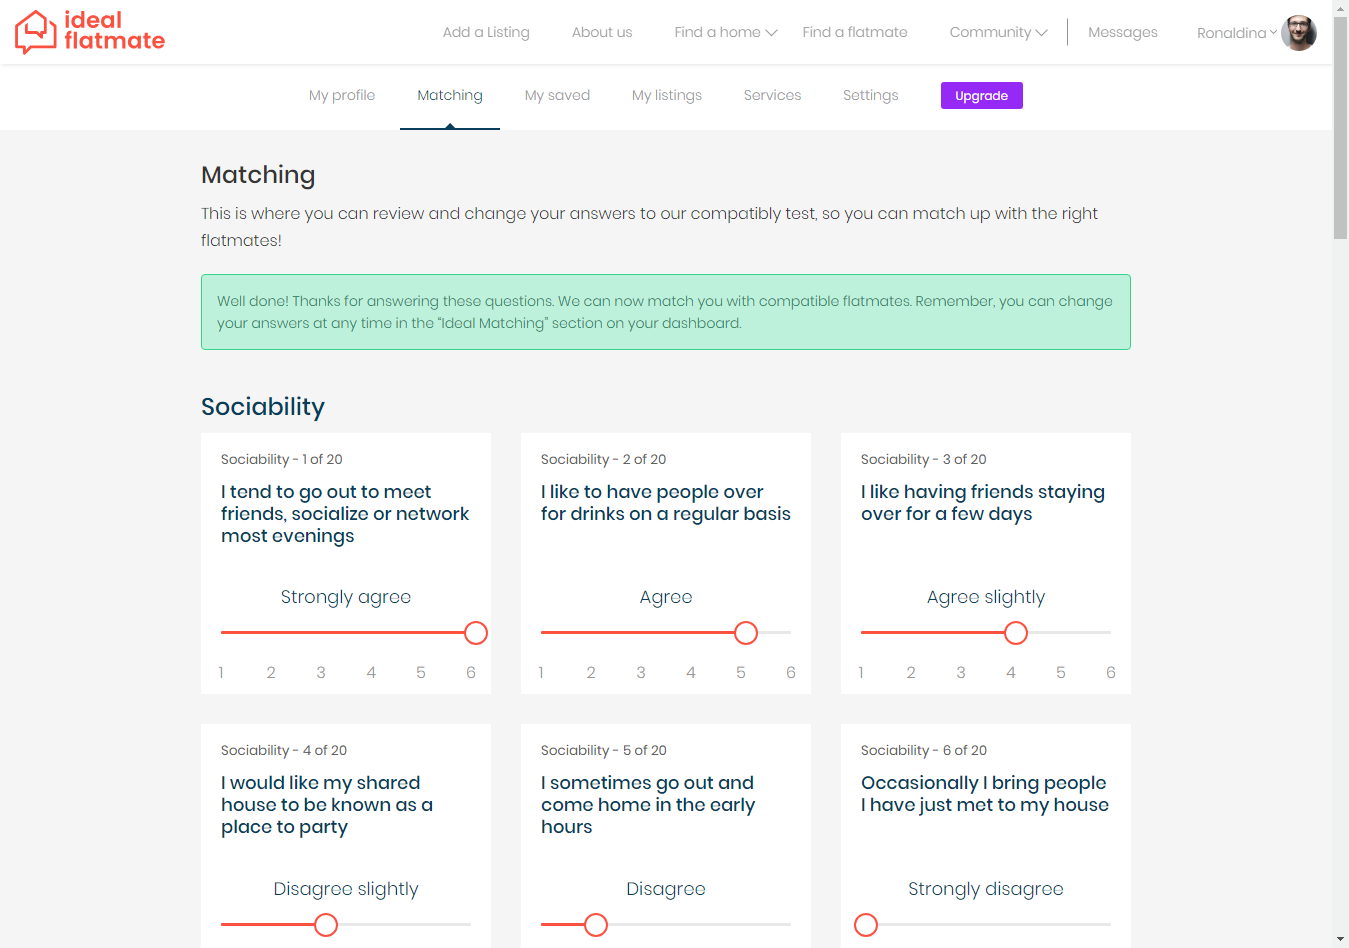 ideal
flatmate
Add a Listing
About us
Find a home
Find a flatmate
Community
Messages
Ronaldina
My profile
Matching
My saved
My listings
Services
Settings
Upgrade
Matching
This is where you can review and change your answers to our compatibly test, so you can match up with the right
flatmates!
Well done! Thanks for answering these questions. We can now match you with compatible flatmates. Remember, you can change
your answers at any time in the “Ideal Matching” section on your dashboard.
Sociability
Sociability - 1 of 20
I tend to go out to meet
friends, socialize or network
most evenings
Strongly agree
1 2 3 4 5 6
Sociability - 2 of 20
I like to have people over
for drinks on a regular basis
Agree
1 2 3 4 5 6
Sociability - 3 of 20
I like having friends staying
over for a few days
Agree slightly
1 2 3 4 5 6
Sociability - 4 of 20
I would like my shared
house to be known as a
place to party
Disagree slightly
Sociability - 5 of 20
I sometimes go out and
come home in the early
hours
Disagree
Sociability - 6 of 20
Occasionally I bring people
I have just met to my house
Strongly disagree